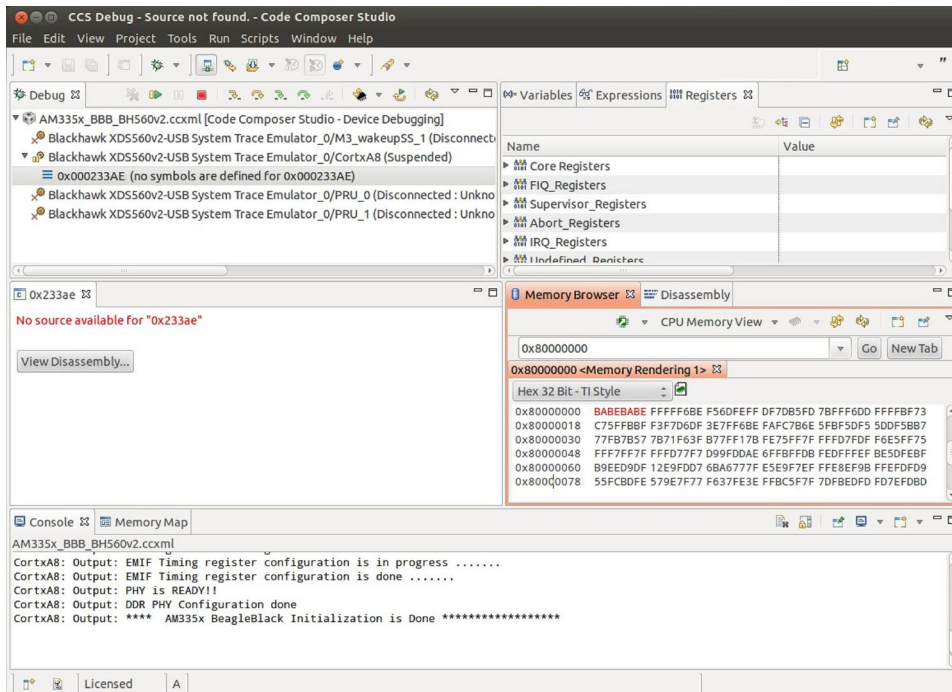 CCS Debug - Source not found. - Code Composer Studio
File Edit View Project Tools Run Scripts Window Help
Debug
AM335x_BBB_BH560v2.ccxml [Code Composer Studio - Device Debugging]
Blackhawk XDS560v2-USB System Trace Emulator_0/M3_wakeupSS_1 (Disconnecte
Blackhawk XDS560v2-USB System Trace Emulator_0/CortxA8 (Suspended)
0x000233AE (no symbols are defined for 0x000233AE)
Blackhawk XDS560v2-USB System Trace Emulator_0/PRU_0 (Disconnected : Unkno
Blackhawk XDS560v2-USB System Trace Emulator_0/PRU_1 (Disconnected : Unkno
Variables Expressions Registers
Name Value
Core Registers
FIQ_Registers
Supervisor_Registers
Abort_Registers
IRQ_Registers
Undefined_Registers
0x233ae
No source available for "0x233ae"
View Disassembly...
Memory Browser Disassembly
CPU Memory View
0x80000000 Go New Tab
0x80000000 <Memory Rendering 1>
Hex 32 Bit - TI Style
0x80000000 BABEBABE FFFFF6BE F56DFEFF DF7DB5FD 7BFFF6DD FFFFBF73
0x80000018 C75FFBBF F3F7D6DF 3E7FF6BE FAFC7B6E 5FBF5DF5 5DDF5BB7
0x80000030 77FB7B57 7B71F63F B77FF17B FE75FF7F FFFD7FDF F6E5FF75
0x80000048 FFF7FF7F FFFD77F7 D99FDDAE 6FFBFFDB FEDFFFEF BE5DFEBF
0x80000060 B9EED9DF 12E9FDD7 6BA6777F E5E9F7EF FFE8EF9B FFEFDFD9
0x80000078 55FCBDFE 579E7F77 F637FE3E FFBC5F7F 7DFBEDFD FD7EFDBD
Console Memory Map
AM335x_BBB_BH560v2.ccxml
CortxA8: Output: EMIF Timing register configuration is in progress .......
CortxA8: Output: EMIF Timing register configuration is done .......
CortxA8: Output: PHY is READY!!
CortxA8: Output: DDR PHY Configuration done
CortxA8: Output: **** AM335x BeagleBlack Initialization is Done ******************
Licensed A